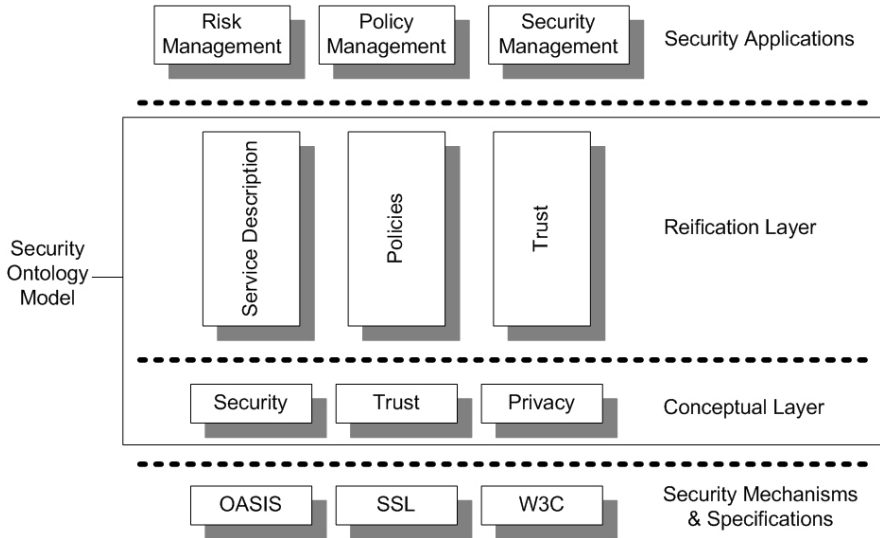 Risk
Management
Policy
Management
Security
Management
Security Applications
Service Description
Policies
Trust
Reification Layer
Security
Ontology
Model
Security
Trust
Privacy
Conceptual Layer
OASIS
SSL
W3C
Security Mechanisms
& Specifications